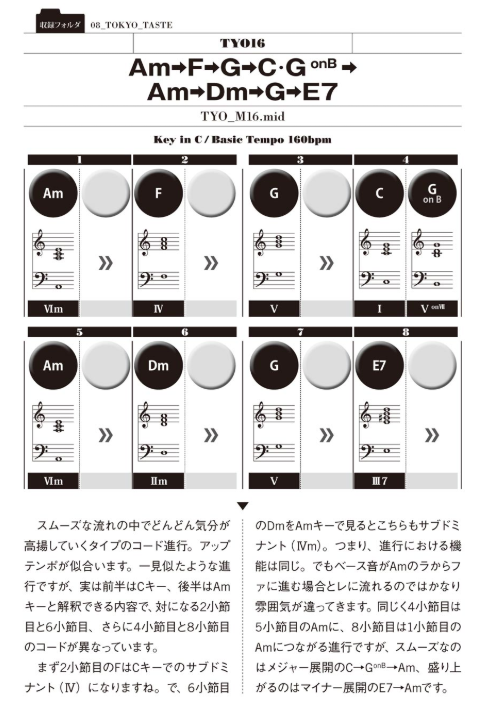 収録フォルダ 08_TOKYO_TASTE
TYO16
Am➔F➔G➔C・G onB ➔
Am➔Dm➔G➔E7
TYO_M16.mid
Key in C / Basic Tempo 160bpm
1 2 3 4
Am F G C G on B
» » »
Ⅵm Ⅳ Ⅴ Ⅰ Ⅴ onⅦ
5 6 7 8
Am Dm G E7
» » » »
Ⅵm Ⅱm Ⅴ Ⅲ7
スムーズな流れの中でどんどん気分が
高揚していくタイプのコード進行。アップ
テンポが似合います。一見似たような進
行ですが、実は前半はCキー、後半はAm
キーと解釈できる内容で、対になる2小節
目と6小節目、さらに4小節目と8小節目
のコードが異なっています。
まず2小節目のFはCキーでのサブドミ
ナント（Ⅳ）になりますね。で、6小節目
のDmをAmキーで見るとこちらもサブドミ
ナント（Ⅳm）。つまり、進行における機
能は同じ。でもベース音がAmのラからフ
ァに進む場合とレに流れるのではかなり
雰囲気が違ってきます。同じく4小節目は
5小節目のAmに、8小節目は1小節目の
Amにつながる進行ですが、スムーズなの
はメジャー展開のC→GonB→Am、盛り上
がるのはマイナー展開のE7→Amです。